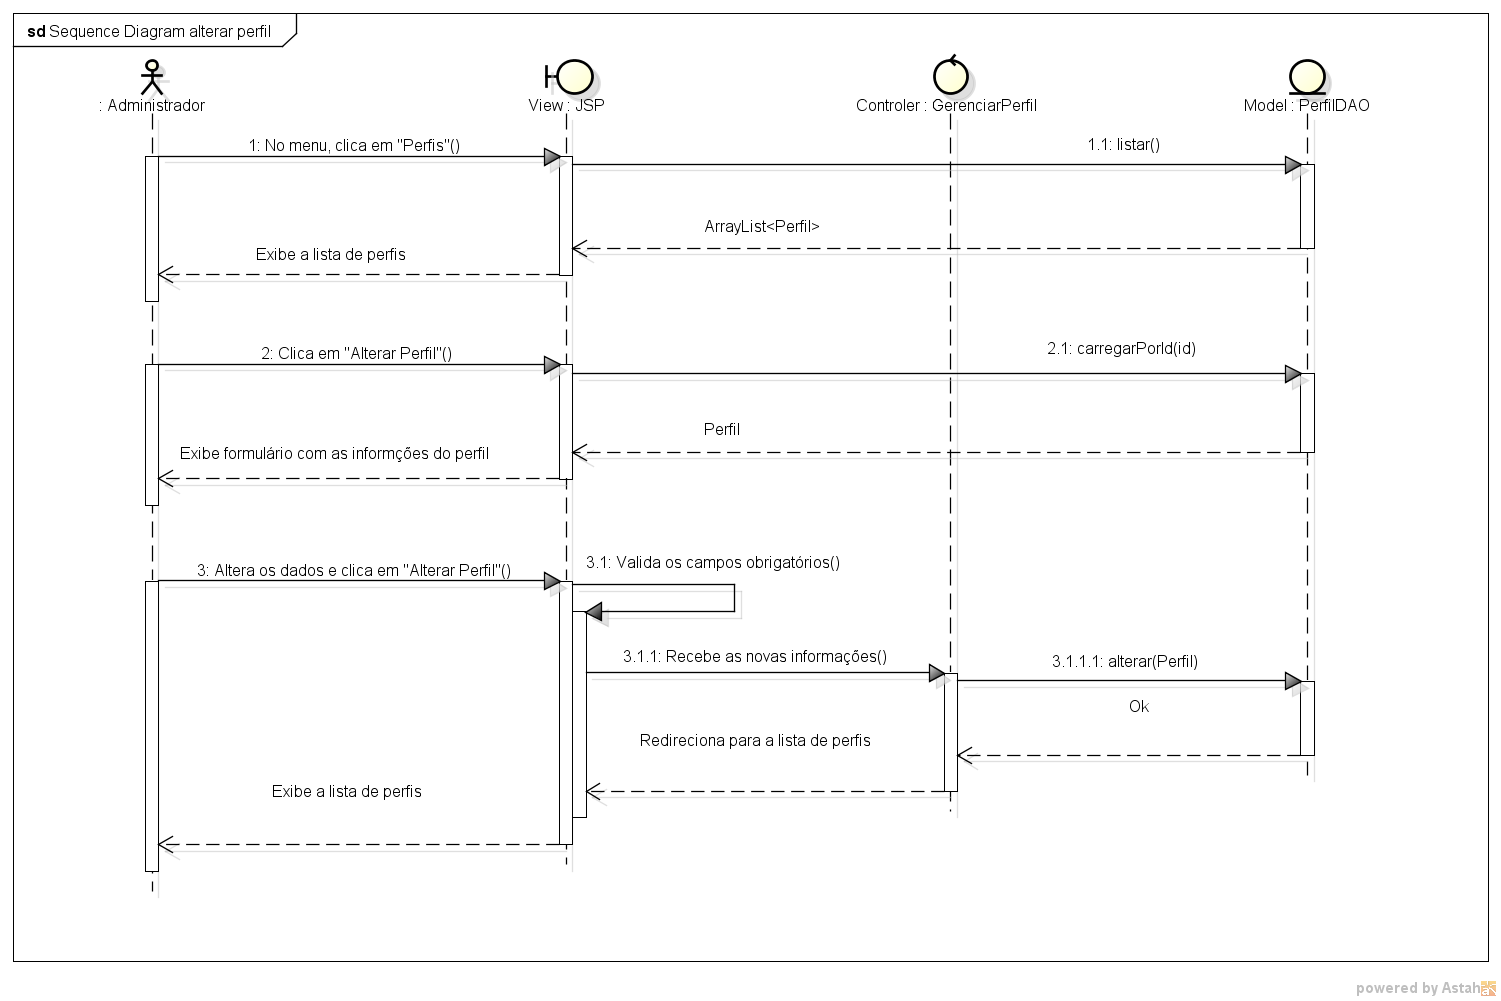 sd Sequence Diagram alterar perfil
: Administrador
View : JSP
Controler : GerenciarPerfil
Model : PerfilDAO
1: No menu, clica em "Perfis"()
1.1: listar()
ArrayList<Perfil>
Exibe a lista de perfis
2: Clica em "Alterar Perfil"()
2.1: carregarPorId(id)
Perfil
Exibe formulário com as informções do perfil
3: Altera os dados e clica em "Alterar Perfil"()
3.1: Valida os campos obrigatórios()
3.1.1: Recebe as novas informações()
3.1.1.1: alterar(Perfil)
Ok
Redireciona para a lista de perfis
Exibe a lista de perfis
powered by Astah